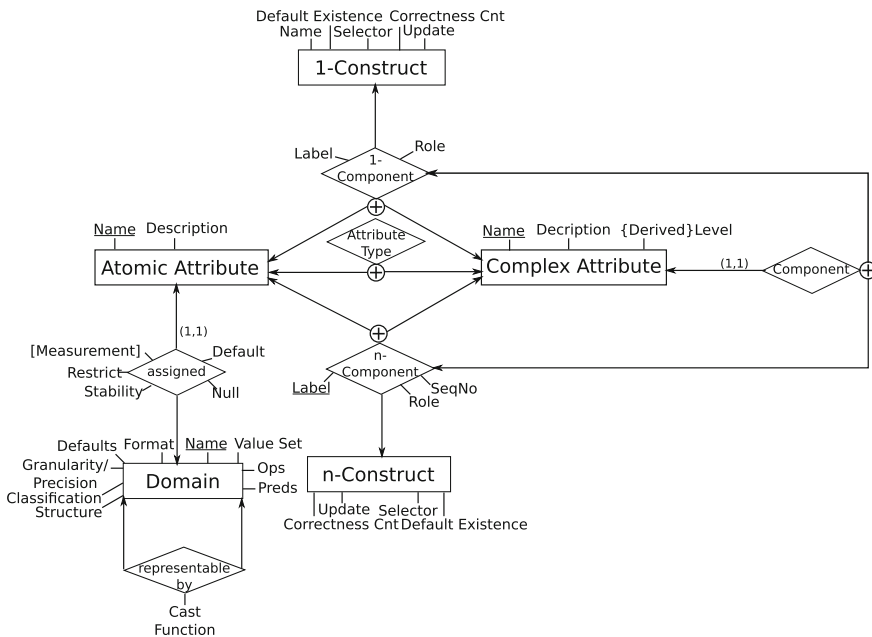 Default Existence Correctness Cnt
Name Selector Update
1-Construct
Label Role
1-
Component
Name Description
Attribute
Type
Name Decription {Derived}Level
Atomic Attribute
Complex Attribute
(1,1)
Component
(1,1)
[Measurement] Default
Restrict assigned
Stability Null
n-
Component
Label SeqNo
Role
Defaults Format Name Value Set
Granularity/ Ops
Precision Domain Preds
Classification
Structure
n-Construct
Update Selector
Correctness Cnt Default Existence
representable
by
Cast
Function